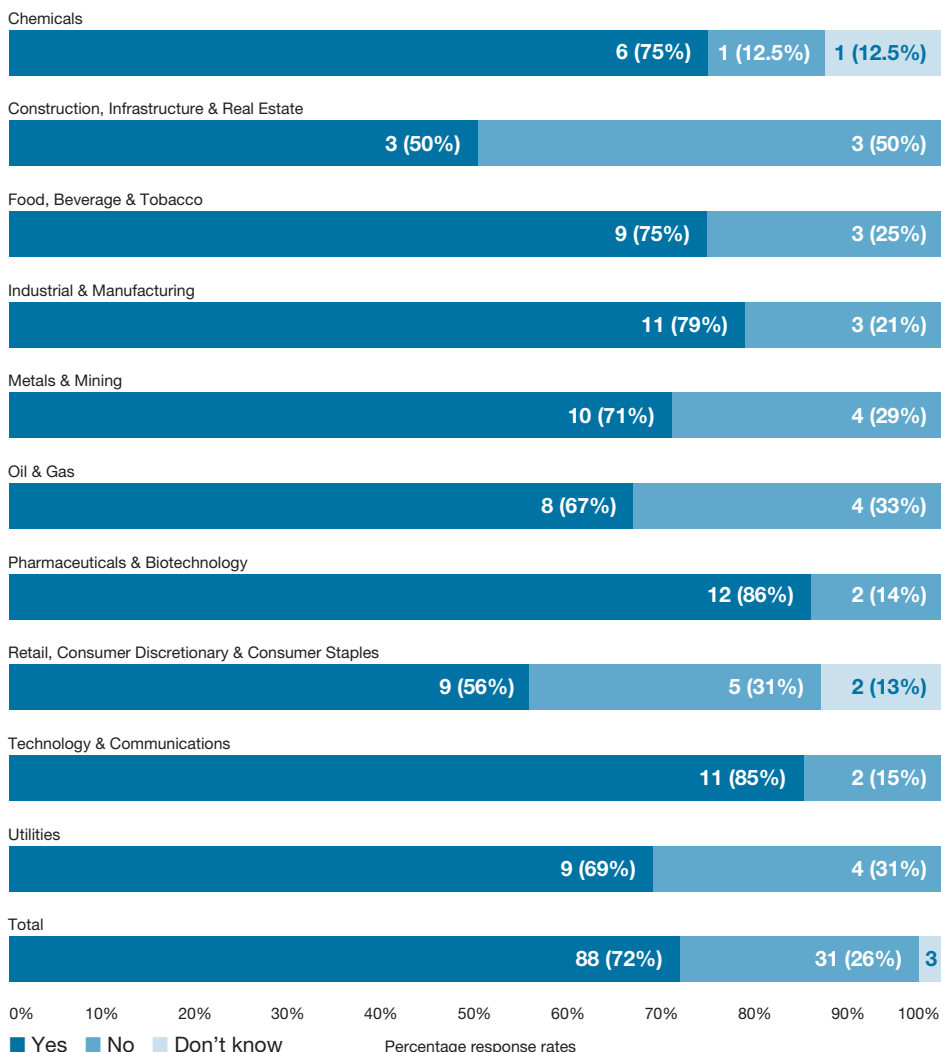 Chemicals
6 (75%) 1 (12.5%) 1 (12.5%)
Construction, Infrastructure & Real Estate
3 (50%) 3 (50%)
Food, Beverage & Tobacco
9 (75%) 3 (25%)
Industrial & Manufacturing
11 (79%) 3 (21%)
Metals & Mining
10 (71%) 4 (29%)
Oil & Gas
8 (67%) 4 (33%)
Pharmaceuticals & Biotechnology
12 (86%) 2 (14%)
Retail, Consumer Discretionary & Consumer Staples
9 (56%) 5 (31%) 2 (13%)
Technology & Communications
11 (85%) 2 (15%)
Utilities
9 (69%) 4 (31%)
Total
88 (72%) 31 (26%) 3
0% 10% 20% 30% 40% 50% 60% 70% 80% 90% 100%
Yes No Don't know Percentage response rates